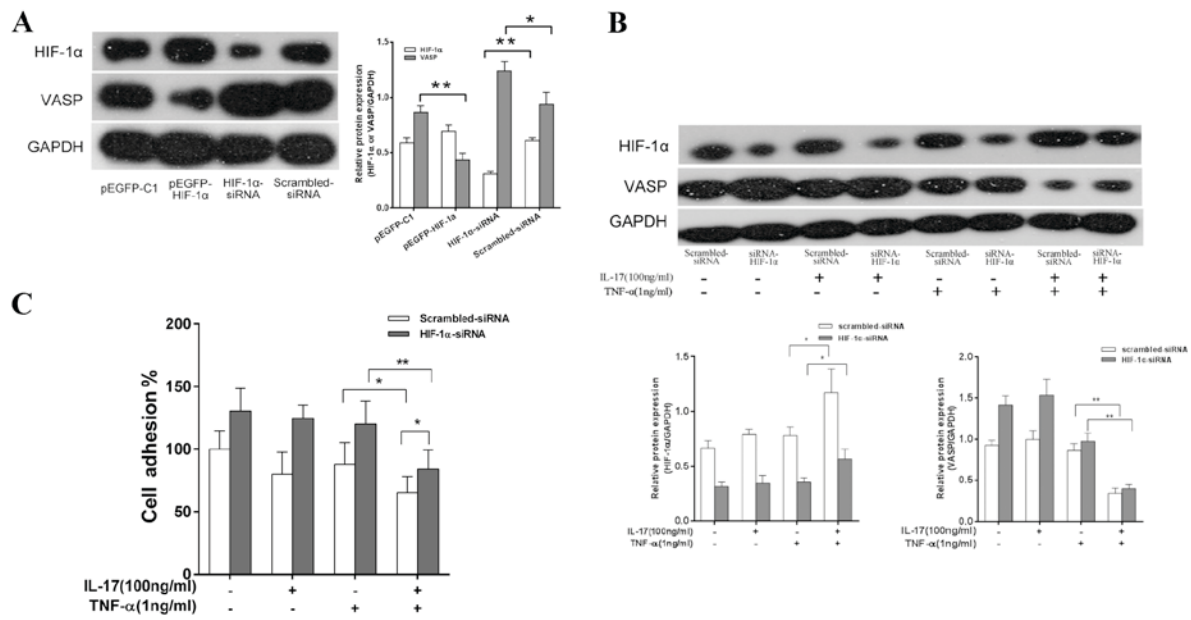 A
HIF-1α
VASP
GAPDH
pEGFP-C1
pEGFP-
HIF-1α
HIF-1α-
siRNA
Scrambled-
siRNA
**
**
*
HIF-1α
VASP
Relative protein expression
(HIF-1α or VASP/GAPDH)
1.5
1.0
0.5
0.0
pEGFP-C1
pEGFP-HIF-1a
HIF-1α-siRNA
Scrambled-siRNA
B
HIF-1α
VASP
GAPDH
Scrambled-
siRNA
siRNA-
HIF-1α
Scrambled-
siRNA
siRNA-
HIF-1α
Scrambled-
siRNA
siRNA-
HIF-1α
Scrambled-
siRNA
siRNA-
HIF-1α
IL-17(100ng/ml) - - + + - - + +
TNF-α(1ng/ml) - - - - + + + +
scrambled-siRNA
HIF-1α-siRNA
* *
Relative protein expression
(HIF-1α/GAPDH)
1.5
1.0
0.5
0.0
IL-17(100ng/ml) - + - +
TNF-α(1ng/ml) - - + +
scrambled-siRNA
HIF-1α-siRNA
** **
Relative protein expression
(VASP/GAPDH)
2.0
1.5
1.0
0.5
0.0
IL-17(100ng/ml) - + - +
TNF-α(1ng/ml) - - + +
C
Scrambled-siRNA
HIF-1α-siRNA
**
*
*
Cell adhesion %
200
150
100
50
0
IL-17(100ng/ml) - + - +
TNF-α(1ng/ml) - - + +